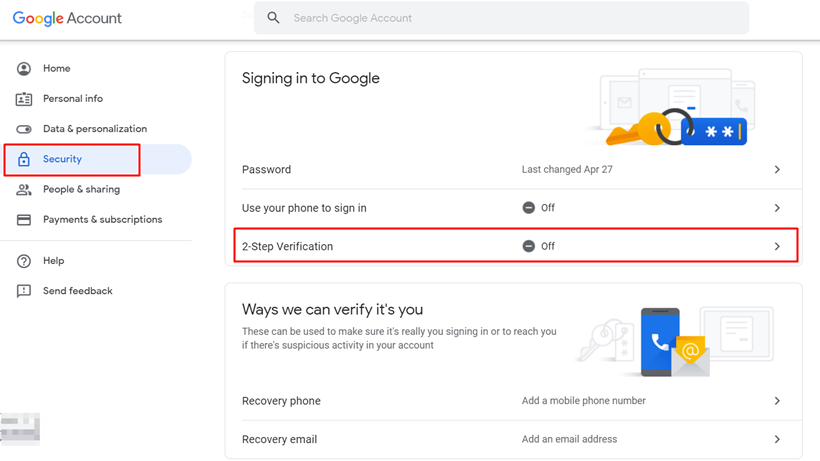 Google Account
Search Google Account
Home
Personal info
Data & personalization
Security
People & sharing
Payments & subscriptions
Help
Send feedback
Signing in to Google
Password Last changed Apr 27
Use your phone to sign in Off
2-Step Verification Off
Ways we can verify it's you
These can be used to make sure it's really you signing in or to reach you
if there's suspicious activity in your account
Recovery phone Add a mobile phone number
Recovery email Add an email address